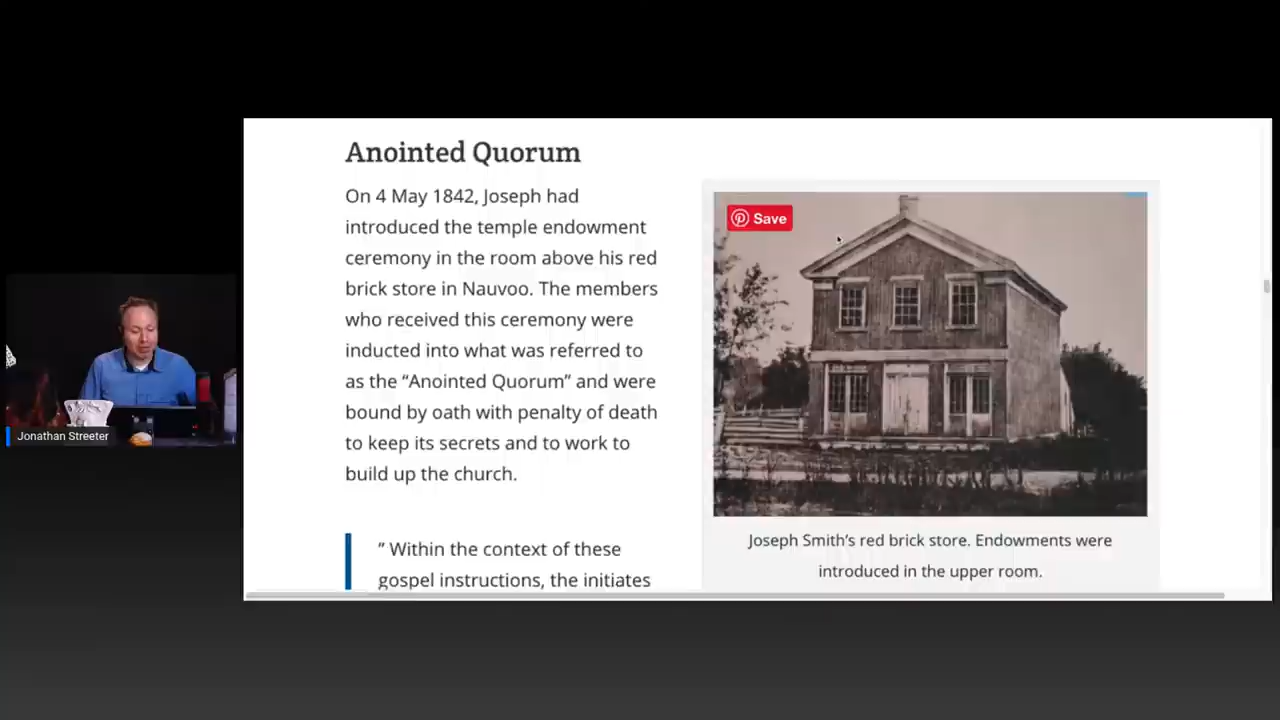 Anointed Quorum
On 4 May 1842, Joseph had
introduced the temple endowment
ceremony in the room above his red
brick store in Nauvoo. The members
who received this ceremony were
inducted into what was referred to
as the “Anointed Quorum” and were
bound by oath with penalty of death
to keep its secrets and to work to
build up the church.
” Within the context of these
gospel instructions, the initiates
Save
Joseph Smith’s red brick store. Endowments were
introduced in the upper room.
Jonathan Streeter